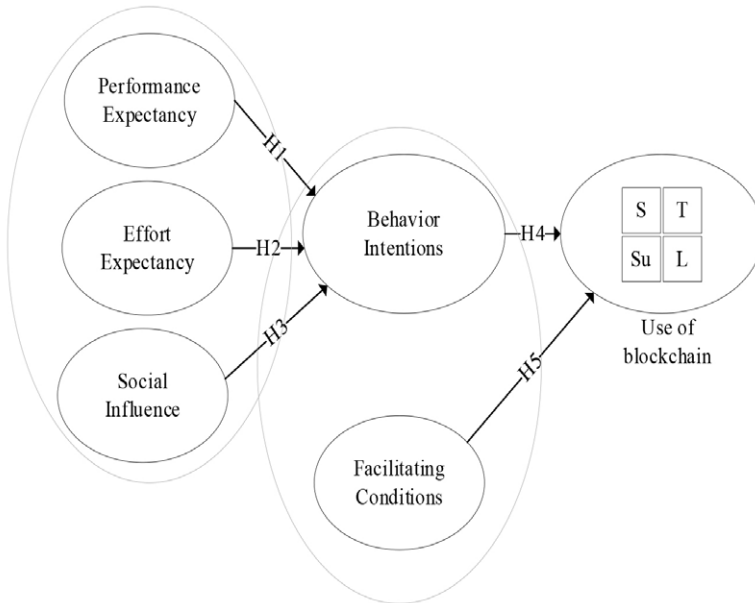 Performance
Expectancy
H1
Effort
Expectancy
H2
Social
Influence
H3
Behavior
Intentions
H4
Facilitating
Conditions
H5
S T
Su L
Use of
blockchain